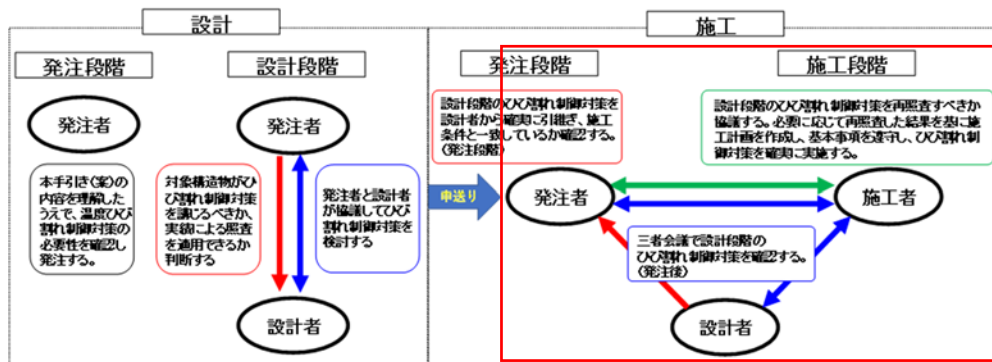 設計
施工
発注段階
設計段階
発注段階
施工段階
発注者
発注者
本手引き(案)の
内容を理解した
うえで、温度ひび
割れ制御対策の
必要性を確認し
発注する。
対象構造物がひ
び割れ制御対策
を講じるべきか、
実績による照査
を適用できるか
判断する
発注者と設計者
が協議してひび
割れ制御対策を
検討する
設計者
申送り
設計段階のひび割れ制御対策を
設計者から確実に引継ぎ、施工
条件と一致しているか確認する。
(発注段階)
設計段階のひび割れ制御対策を再照査すべきか
協議する。必要に応じて再照査した結果を基に施
工計画を作成し、基本事項を遵守し、ひび割れ制
御対策を確実に実施する。
発注者
施工者
三者会議で設計段階の
ひび割れ制御対策を確認する。
(発注後)
設計者